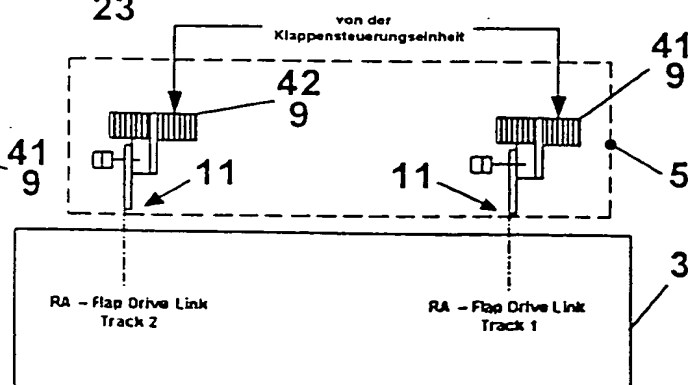 23
von der
Klappensteuerungseinheit
41
9
42
9
41
9
11
11
5
3
RA – Flap Drive Link
Track 2
RA – Flap Drive Link
Track 1